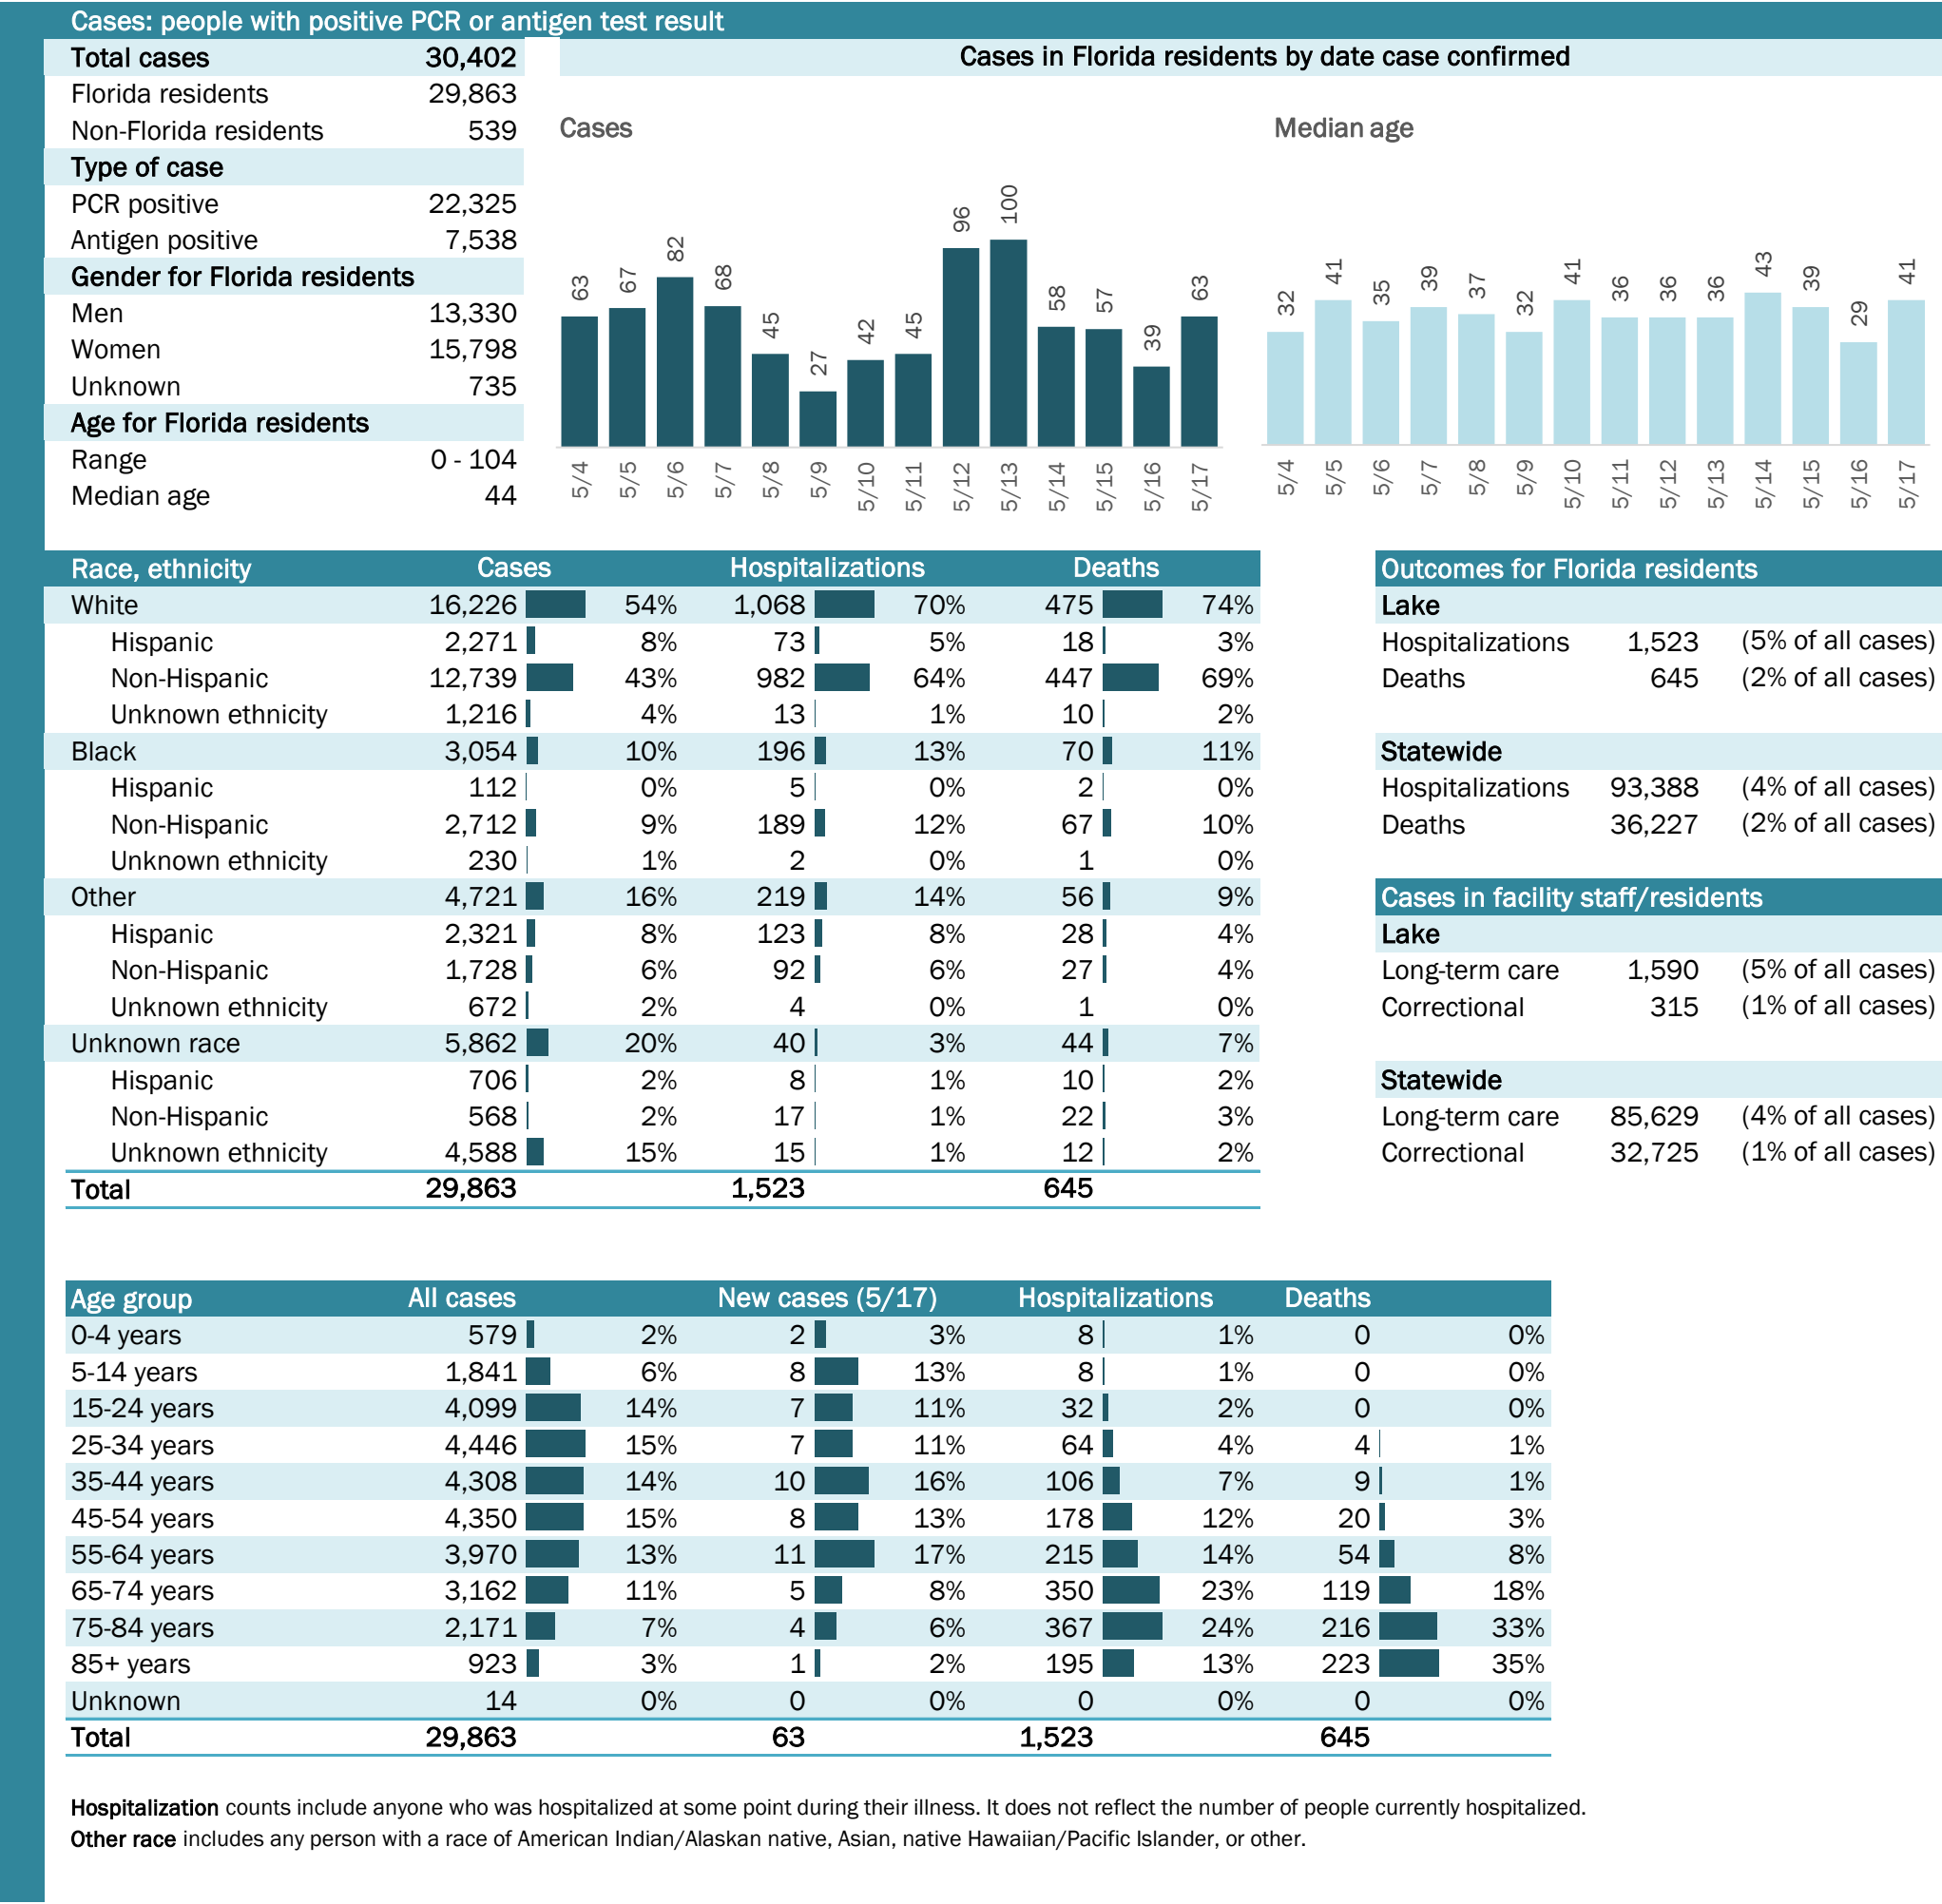 Cases: people with positive PCR or antigen test result
Total cases 30,402
Florida residents 29,863
Non-Florida residents 539
Type of case
PCR positive 22,325
Antigen positive 7,538
Gender for Florida residents
Men 13,330
Women 15,798
Unknown 735
Age for Florida residents
Range 0 - 104
Median age 44
Cases in Florida residents by date case confirmed
Cases
63 67 82 68 45 27 42 45 96 100 58 57 39 63
5/4 5/5 5/6 5/7 5/8 5/9 5/10 5/11 5/12 5/13 5/14 5/15 5/16 5/17
Median age
32 41 35 39 37 32 41 36 36 36 43 39 29 41
5/4 5/5 5/6 5/7 5/8 5/9 5/10 5/11 5/12 5/13 5/14 5/15 5/16 5/17
Race, ethnicity Cases Hospitalizations Deaths
White 16,226 54% 1,068 70% 475 74%
Hispanic 2,271 8% 73 5% 18 3%
Non-Hispanic 12,739 43% 982 64% 447 69%
Unknown ethnicity 1,216 4% 13 1% 10 2%
Black 3,054 10% 196 13% 70 11%
Hispanic 112 0% 5 0% 2 0%
Non-Hispanic 2,712 9% 189 12% 67 10%
Unknown ethnicity 230 1% 2 0% 1 0%
Other 4,721 16% 219 14% 56 9%
Hispanic 2,321 8% 123 8% 28 4%
Non-Hispanic 1,728 6% 92 6% 27 4%
Unknown ethnicity 672 2% 4 0% 1 0%
Unknown race 5,862 20% 40 3% 44 7%
Hispanic 706 2% 8 1% 10 2%
Non-Hispanic 568 2% 17 1% 22 3%
Unknown ethnicity 4,588 15% 15 1% 12 2%
Total 29,863 1,523 645
Outcomes for Florida residents
Lake
Hospitalizations 1,523 (5% of all cases)
Deaths 645 (2% of all cases)
Statewide
Hospitalizations 93,388 (4% of all cases)
Deaths 36,227 (2% of all cases)
Cases in facility staff/residents
Lake
Long-term care 1,590 (5% of all cases)
Correctional 315 (1% of all cases)
Statewide
Long-term care 85,629 (4% of all cases)
Correctional 32,725 (1% of all cases)
Age group All cases New cases (5/17) Hospitalizations Deaths
0-4 years 579 2% 2 3% 8 1% 0 0%
5-14 years 1,841 6% 8 13% 8 1% 0 0%
15-24 years 4,099 14% 7 11% 32 2% 0 0%
25-34 years 4,446 15% 7 11% 64 4% 4 1%
35-44 years 4,308 14% 10 16% 106 7% 9 1%
45-54 years 4,350 15% 8 13% 178 12% 20 3%
55-64 years 3,970 13% 11 17% 215 14% 54 8%
65-74 years 3,162 11% 5 8% 350 23% 119 18%
75-84 years 2,171 7% 4 6% 367 24% 216 33%
85+ years 923 3% 1 2% 195 13% 223 35%
Unknown 14 0% 0 0% 0 0% 0 0%
Total 29,863 63 1,523 645
Hospitalization counts include anyone who was hospitalized at some point during their illness. It does not reflect the number of people currently hospitalized.
Other race includes any person with a race of American Indian/Alaskan native, Asian, native Hawaiian/Pacific Islander, or other.